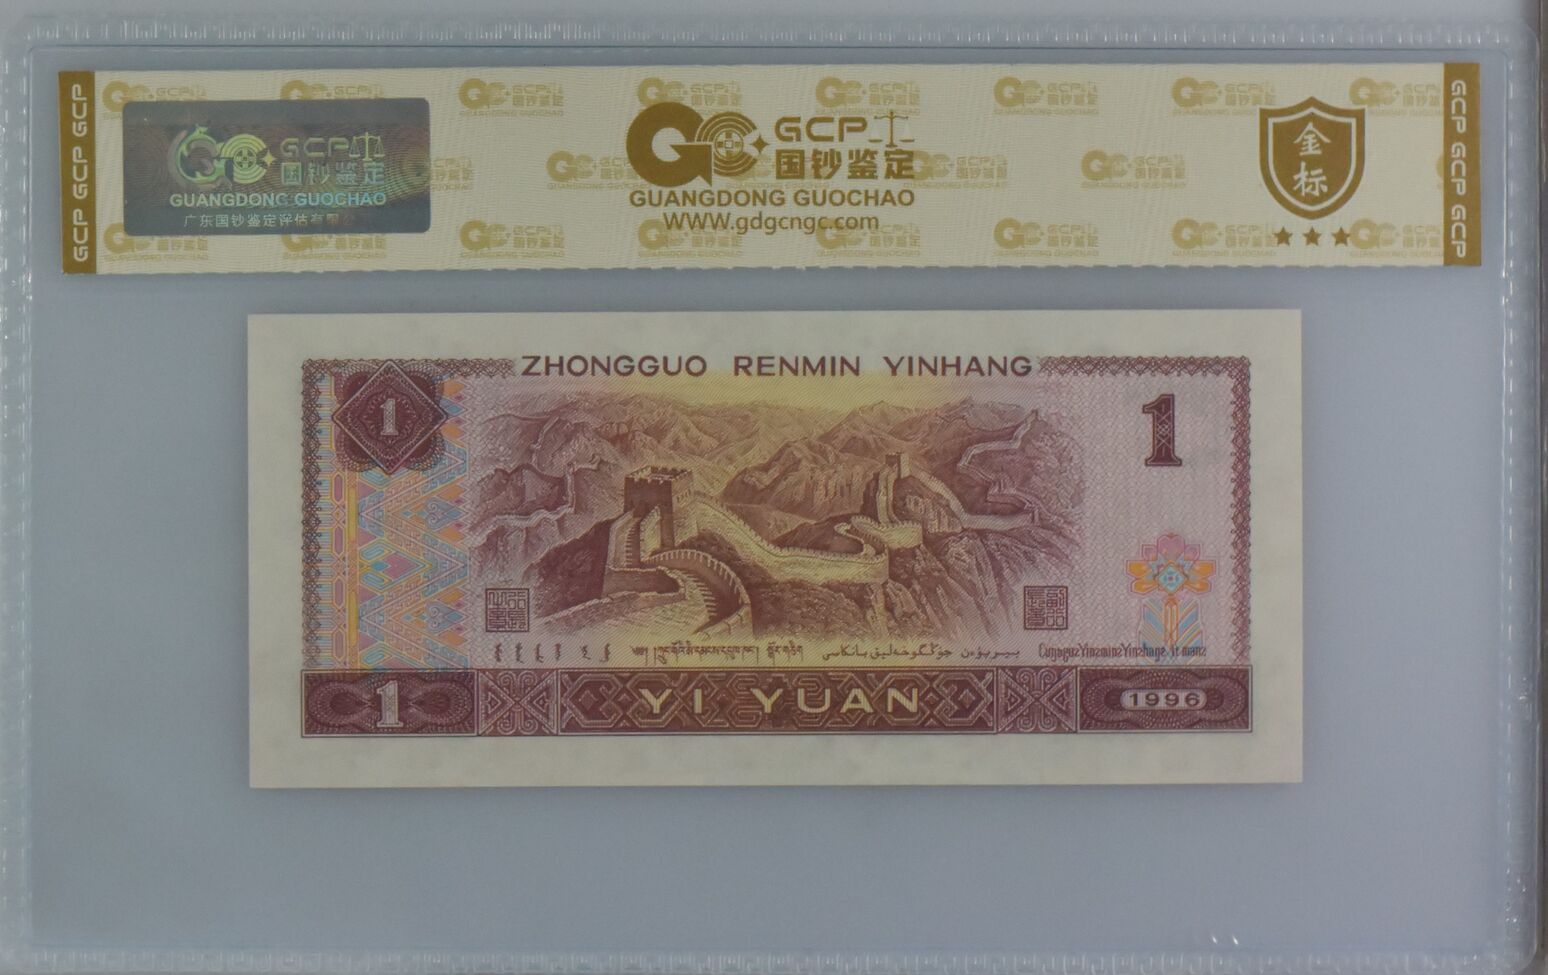 GCP GCP GCP
GCP
国钞鉴定
GUANGDONG GUOCHAO
广东国钞鉴定评估有限公
GCP
国钞鉴定
GUANGDONG GUOCHAO
WWW.gdgcngc.com
金标
GCP GCP GCP
ZHONGGUO RENMIN YINHANG
1
1
1
YI YUAN
1996